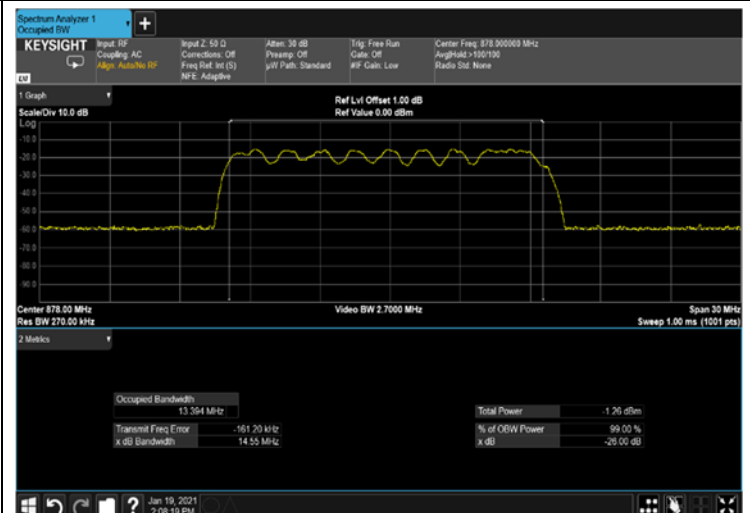 Spectrum Analyzer 1
Occupied BW
+
KEYSIGHT
Input: RF
Coupling: AC
Align: Auto/No RF
Input Z: 50 Ω
Corrections: Off
Freq Ref: Int (S)
NFE: Adaptive
Atten: 30 dB
Preamp: Off
µW Path: Standard
Trig: Free Run
Gate: Off
#IF Gain: Low
Center Freq: 878.000000 MHz
Avg|Hold:>100/100
Radio Std: None
1 Graph
Scale/Div 10.0 dB
Ref Lvl Offset 1.00 dB
Ref Value 0.00 dBm
Log
-10.0
-20.0
-30.0
-40.0
-50.0
-60.0
-70.0
-80.0
-90.0
Center 878.00 MHz
Video BW 2.7000 MHz
Span 30 MHz
Res BW 270.00 kHz
Sweep 1.00 ms (1001 pts)
2 Metrics
Occupied Bandwidth
13.394 MHz
Total Power -1.26 dBm
Transmit Freq Error -161.20 kHz
% of OBW Power 99.00 %
x dB Bandwidth 14.55 MHz
x dB -26.00 dB
?
Jan 19, 2021
2:08:19 PM